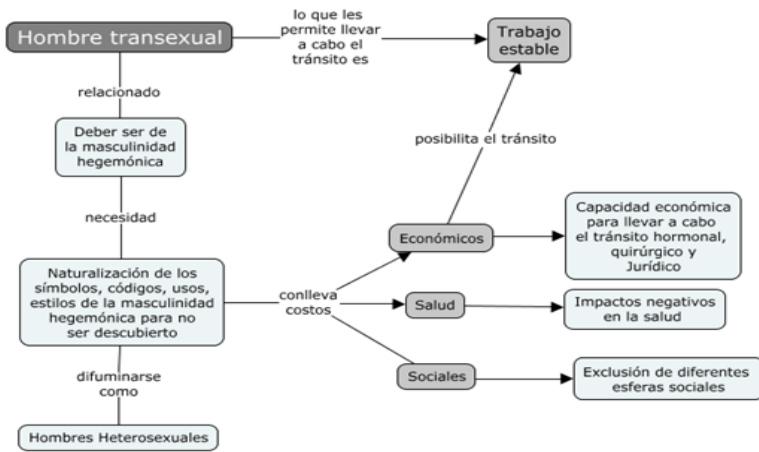 Hombre transexual
lo que les
permite llevar
a cabo el
tránsito es
Trabajo
estable
relacionado
Deber ser de
la masculinidad
hegemónica
posibilita el tránsito
necesidad
Económicos
Capacidad económica
para llevar a cabo
el tránsito hormonal,
quirúrgico y
Jurídico
Naturalización de los
símbolos, códigos, usos,
estilos de la masculinidad
hegemónica para no
ser descubierto
conlleva
costos
Salud
Impactos negativos
en la salud
Sociales
Exclusión de diferentes
esferas sociales
difuminarse
como
Hombres Heterosexuales